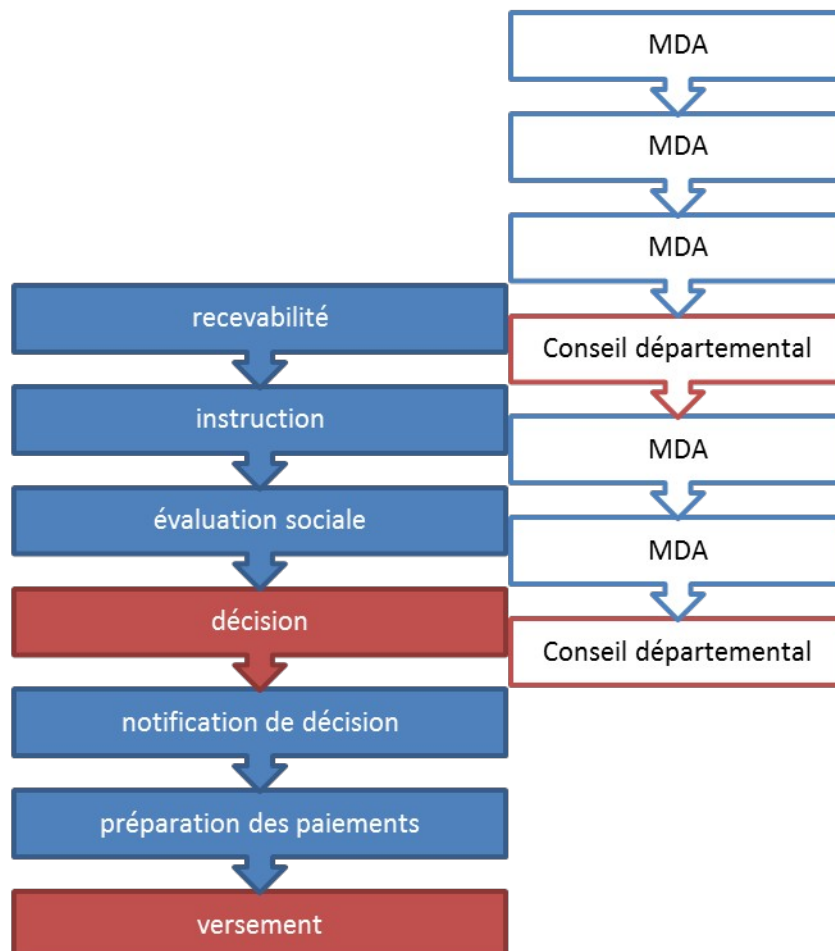 MDA
MDA
MDA
Conseil départemental
MDA
MDA
Conseil départemental
recevabilité
instruction
évaluation sociale
décision
notification de décision
préparation des paiements
versement